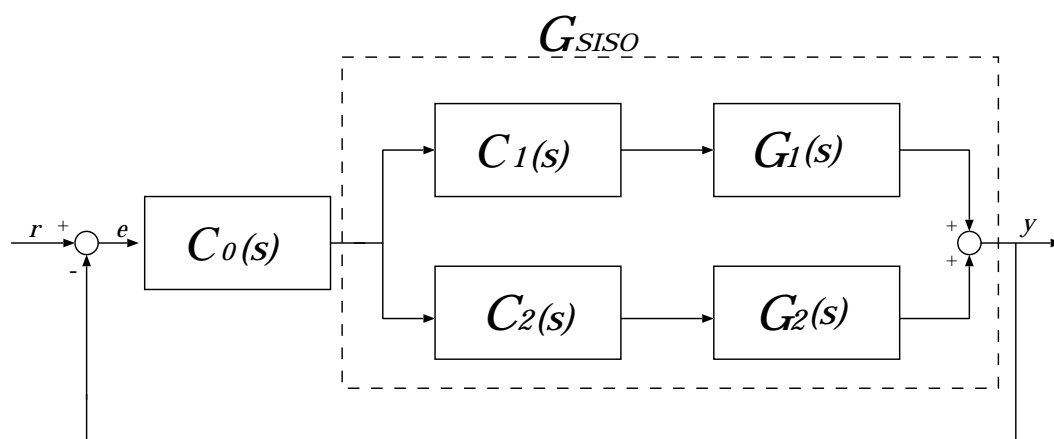 GSISO
C1(s)
G1(s)
r
+
e
C0(s)
-
+
+
y
C2(s)
G2(s)